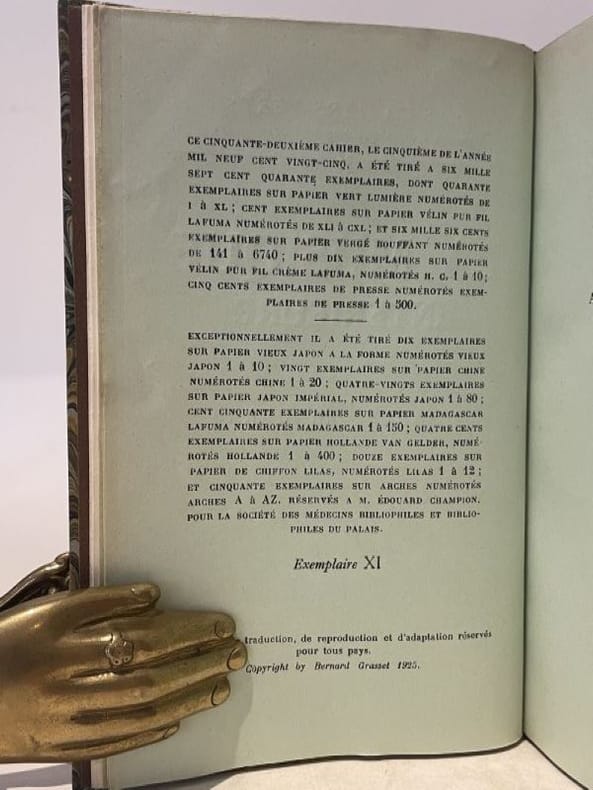 CE CINQUANTE-DEUXIÈME CAHIER, LE CINQUIÈME DE L'ANNÉE
MIL NEUF CENT VINGT-CINQ, A ÉTÉ TIRÉ A SIX MILLE
SEPT CENT QUARANTE EXEMPLAIRES, DONT QUARANTE
EXEMPLAIRES SUR PAPIER VERT LUMIÈRE NUMÉROTÉS DE
I à XL ; CENT EXEMPLAIRES SUR PAPIER VÉLIN PUR FIL
LAFUMA NUMÉROTÉS DE XLI à CXL ; ET SIX MILLE SIX CENTS
EXEMPLAIRES SUR PAPIER VERGÉ BOUFFANT NUMÉROTÉS
DE 141 à 6740 ; PLUS DIX EXEMPLAIRES SUR PAPIER
VÉLIN PUR FIL CRÈME LAFUMA, NUMÉROTÉS H. C. 1 à 10 ;
CINQ CENTS EXEMPLAIRES DE PRESSE NUMÉROTÉS EXEM-
PLAIRES DE PRESSE 1 à 500.
EXCEPTIONNELLEMENT IL A ÉTÉ TIRÉ DIX EXEMPLAIRES
SUR PAPIER VIEUX JAPON A LA FORME NUMÉROTÉS VIEUX
JAPON 1 à 10 ; VINGT EXEMPLAIRES SUR PAPIER CHINE
NUMÉROTÉS CHINE 1 à 20 ; QUATRE-VINGTS EXEMPLAIRES
SUR PAPIER JAPON IMPÉRIAL, NUMÉROTÉS JAPON 1 à 80 ;
CENT CINQUANTE EXEMPLAIRES SUR PAPIER MADAGASCAR
LAFUMA NUMÉROTÉS MADAGASCAR 1 à 150 ; QUATRE CENTS
EXEMPLAIRES SUR PAPIER HOLLANDE VAN GELDER, NUMÉ-
ROTÉS HOLLANDE 1 à 400 ; DOUZE EXEMPLAIRES SUR
PAPIER DE CHIFFON LILAS, NUMÉROTÉS LILAS 1 à 12 ;
ET CINQUANTE EXEMPLAIRES SUR ARCHES NUMÉROTÉS
ARCHES A à AZ. RÉSERVÉS A M. ÉDOUARD CHAMPION.
POUR LA SOCIÉTÉ DES MÉDECINS BIBLIOPHILES ET BIBLIO-
PHILES DU PALAIS.
Exemplaire XI
traduction, de reproduction et d'adaptation réservés
pour tous pays.
Copyright by Bernard Grasset 1925.